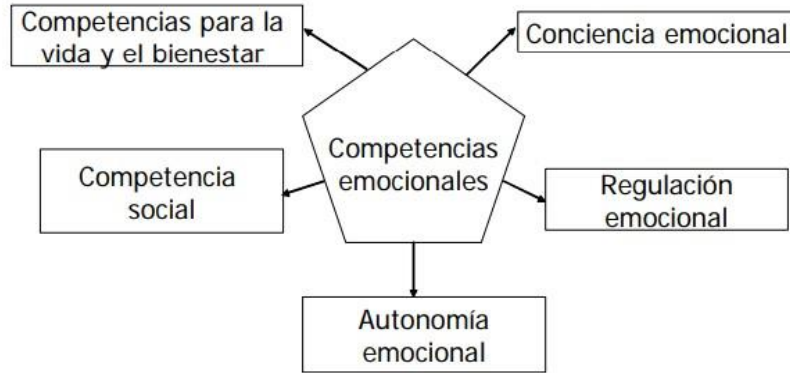 Competencias para la
vida y el bienestar
Conciencia emocional
Competencias
emocionales
Competencia
social
Regulación
emocional
Autonomía
emocional